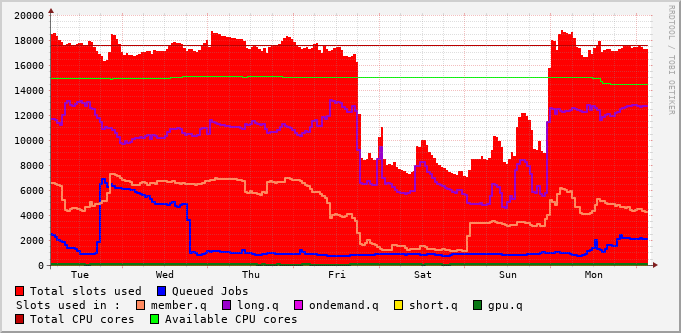 20000
18000
16000
14000
12000
10000
8000
6000
4000
2000
0
Tue Wed Thu Fri Sat Sun Mon
Total slots used Queued Jobs
Slots used in : member.q long.q ondemand.q short.q gpu.q
Total CPU cores Available CPU cores
RRDTOOL / TOBI OETIKER